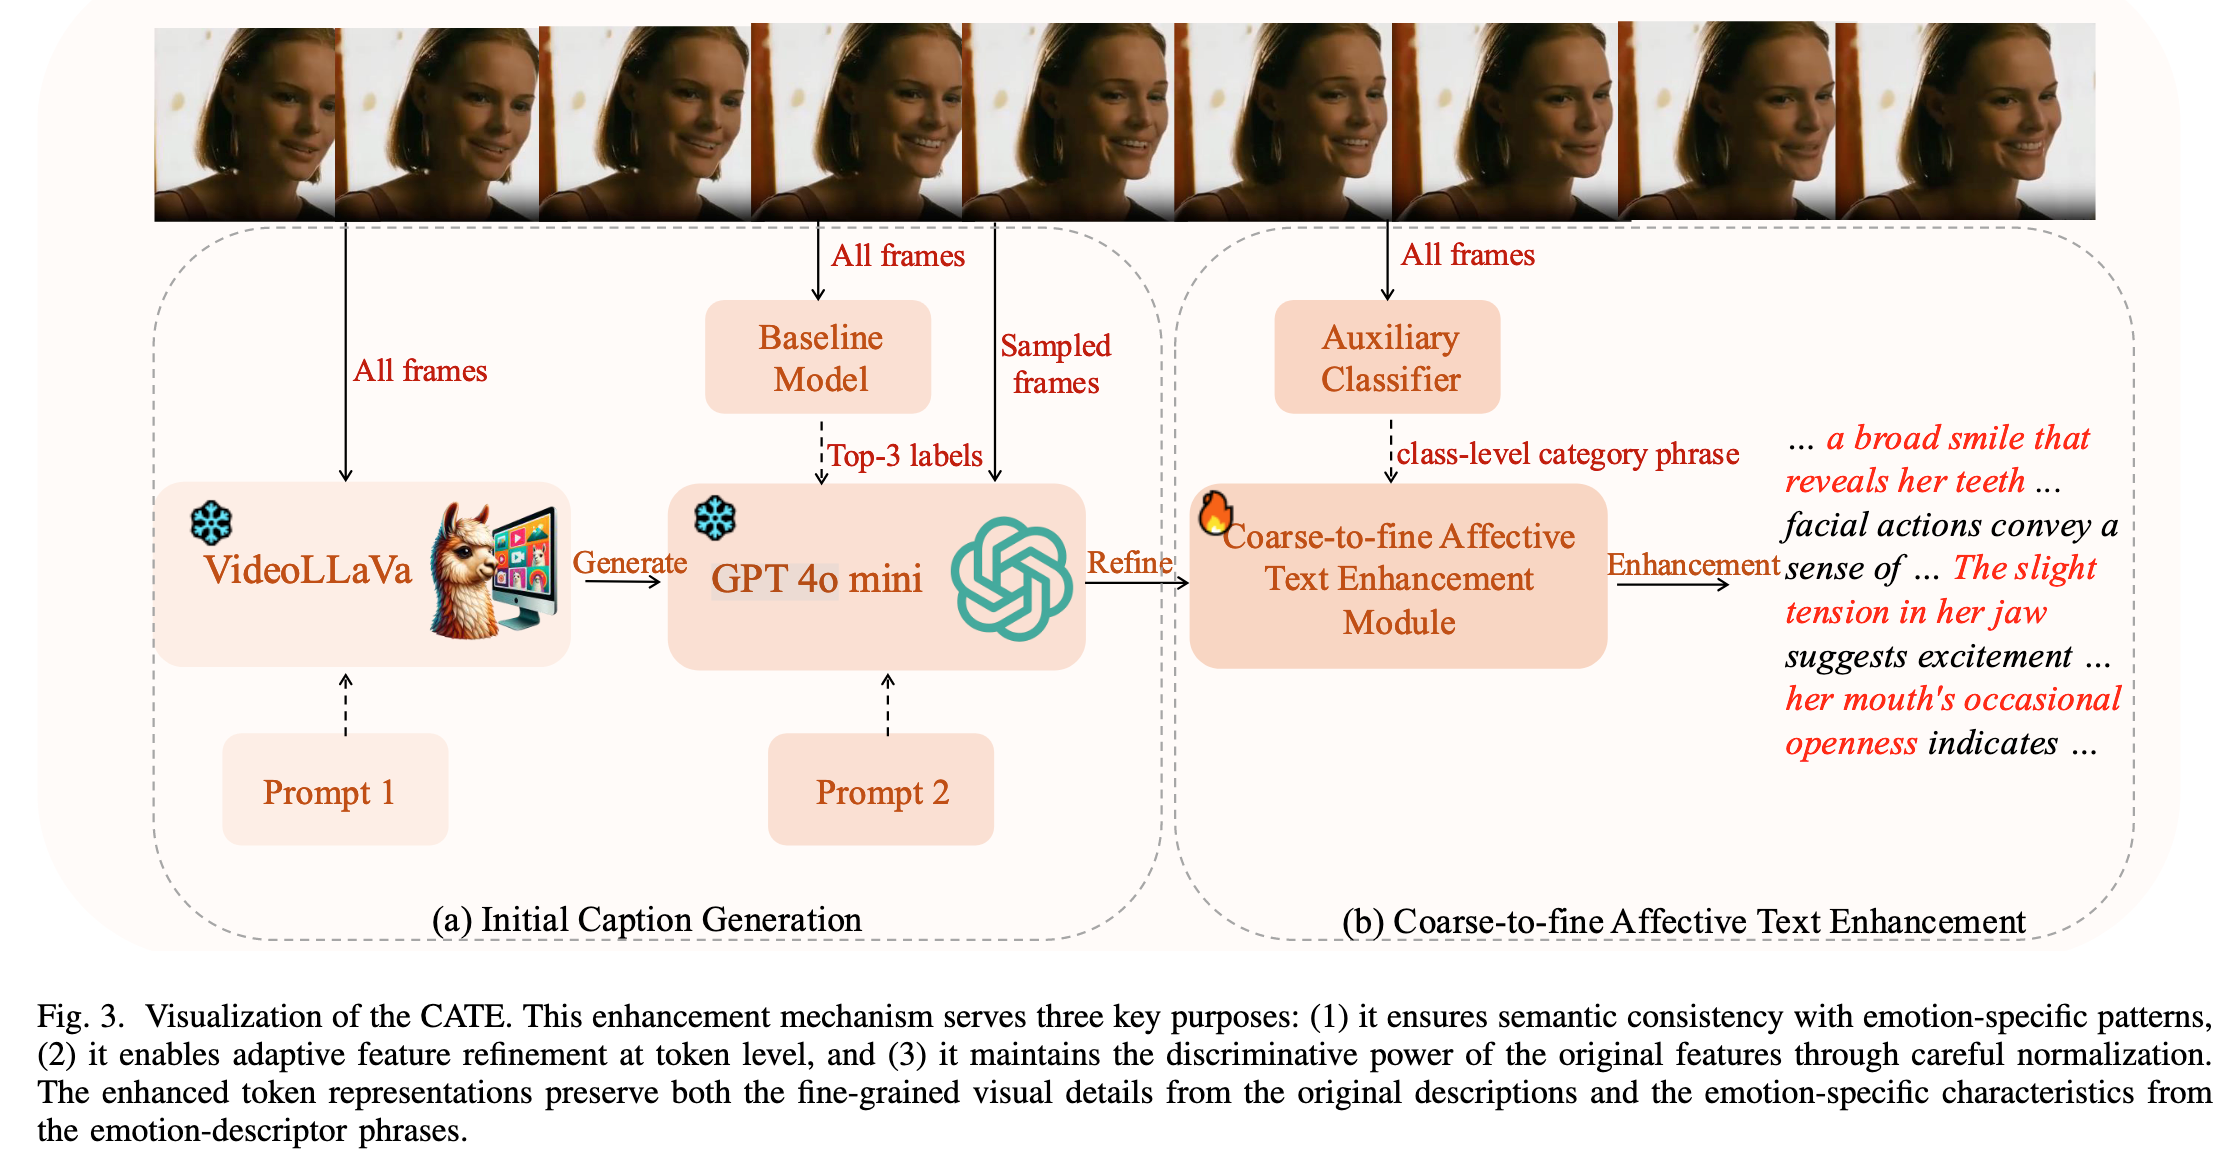 All frames
All frames
Sampled
frames
All frames
Baseline
Model
Top-3 labels
Auxiliary
Classifier
class-level category phrase
VideoLLaVa
Generate
GPT 4o mini
Refine
Coarse-to-fine Affective
Text Enhancement
Module
Enhancement
... a broad smile that
reveals her teeth ...
facial actions convey a
sense of ... The slight
tension in her jaw
suggests excitement ...
her mouth's occasional
openness indicates ...
Prompt 1
Prompt 2
(a) Initial Caption Generation
(b) Coarse-to-fine Affective Text Enhancement
Fig. 3. Visualization of the CATE. This enhancement mechanism serves three key purposes: (1) it ensures semantic consistency with emotion-specific patterns,
(2) it enables adaptive feature refinement at token level, and (3) it maintains the discriminative power of the original features through careful normalization.
The enhanced token representations preserve both the fine-grained visual details from the original descriptions and the emotion-specific characteristics from
the emotion-descriptor phrases.